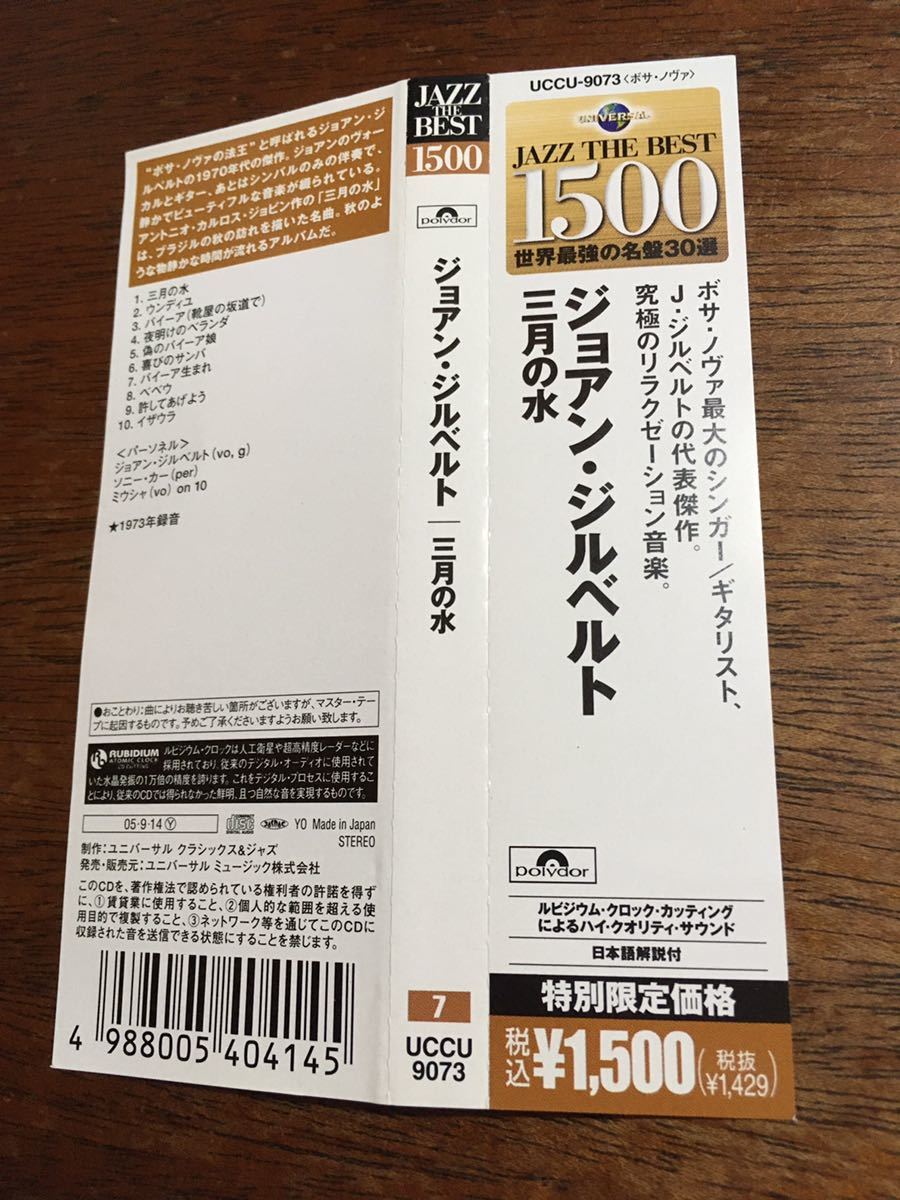 "ボサ・ノヴァの法王"と呼ばれるジョアン・ジ
ルベルトの1970年代の傑作。ジョアンのヴォー
カルとギター、あとはシンバルのみの伴奏で、
静かでビューティフルな音楽が綴られている。
アントニオ・カルロス・ジョビン作の「三月の水」
は、ブラジルの秋の訪れを描いた名曲。秋のよ
うな物静かな時間が流れるアルバムだ。
1. 三月の水
2. ウンディユ
3. バイーア(靴屋の坂道で)
4. 夜明けのベランダ
5. 偽のバイーア娘
6. 喜びのサンバ
7. バイーア生まれ
8. ベベウ
9. 許してあげよう
10. イザウラ
<パーソネル>
ジョアン・ジルベルト(vo, g)
ソニー・カー(per)
ミウシャ(vo) on 10
★1973年録音
●おことわり:曲によりお聴き苦しい箇所がございますが、マスター・テー
プに起因するものです。予めご了承くださいますようお願い致します。
RUBIDIUM
ATOMIC CLOCK
CD CUTTING
ルビジウム・クロックは人工衛星や超高精度レーダーなどに
採用されており、従来のデジタル・オーディオに使用されて
いた水晶発振の1万倍の精度を誇ります。これをデジタル・プロセスに使用するこ
とにより、従来のCDでは得られなかった鮮明、且つ自然な音を実現するものです。
05・9・14 Ⓨ
COMPACT disc DIGITAL AUDIO
YO Made in Japan
STEREO
制作:ユニバーサル クラシックス&ジャズ
発売・販売元:ユニバーサル ミュージック株式会社
このCDを、著作権法で認められている権利者の許諾を得ず
に、①賃貸業に使用すること、②個人的な範囲を超える使
用目的で複製すること、③ネットワーク等を通じてこのCDに
収録された音を送信できる状態にすることを禁じます。
4 988005 404145
JAZZ
THE
BEST
1500
polydor
ジョアン・ジルベルト|三月の水
7
UCCU
9073
UCCU-9073<ボサ・ノヴァ>
UNIVERSAL
JAZZ THE BEST
1500
世界最強の名盤30選
ボサ・ノヴァ最大のシンガー/ギタリスト、
J・ジルベルトの代表傑作。
究極のリラクゼーション音楽。
ジョアン・ジルベルト
三月の水
polydor
ルビジウム・クロック・カッティング
によるハイ・クオリティ・サウンド
日本語解説付
特別限定価格
税込¥1,500(税抜¥1,429)